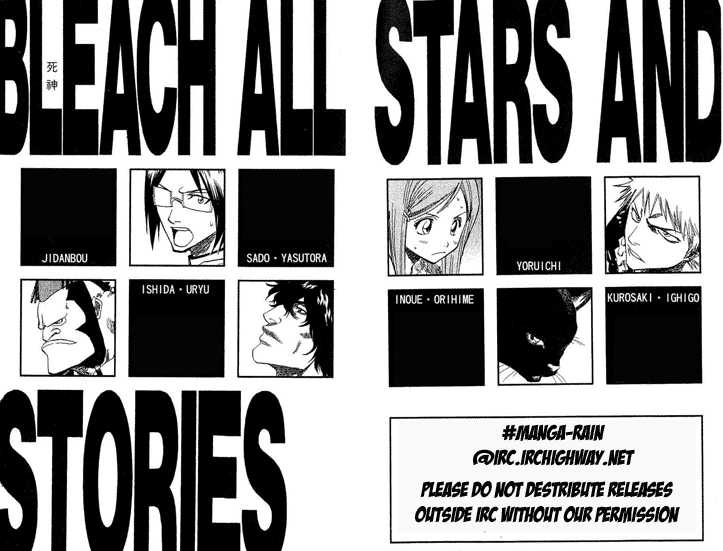 BLEACH ALL STARS AND
死神
JIDANBOU
SADO・YASUTORA
YORUICHI
ISHIDA・URYU
INOUE・ORIHIME
KUROSAKI・IGHIGO
STORIES
#MANGA-RAIN
@IRC.IRCHIGHWAY.NET
PLEASE DO NOT DESTRIBUTE RELEASES
OUTSIDE IRC WITHOUT OUR PERMISSION